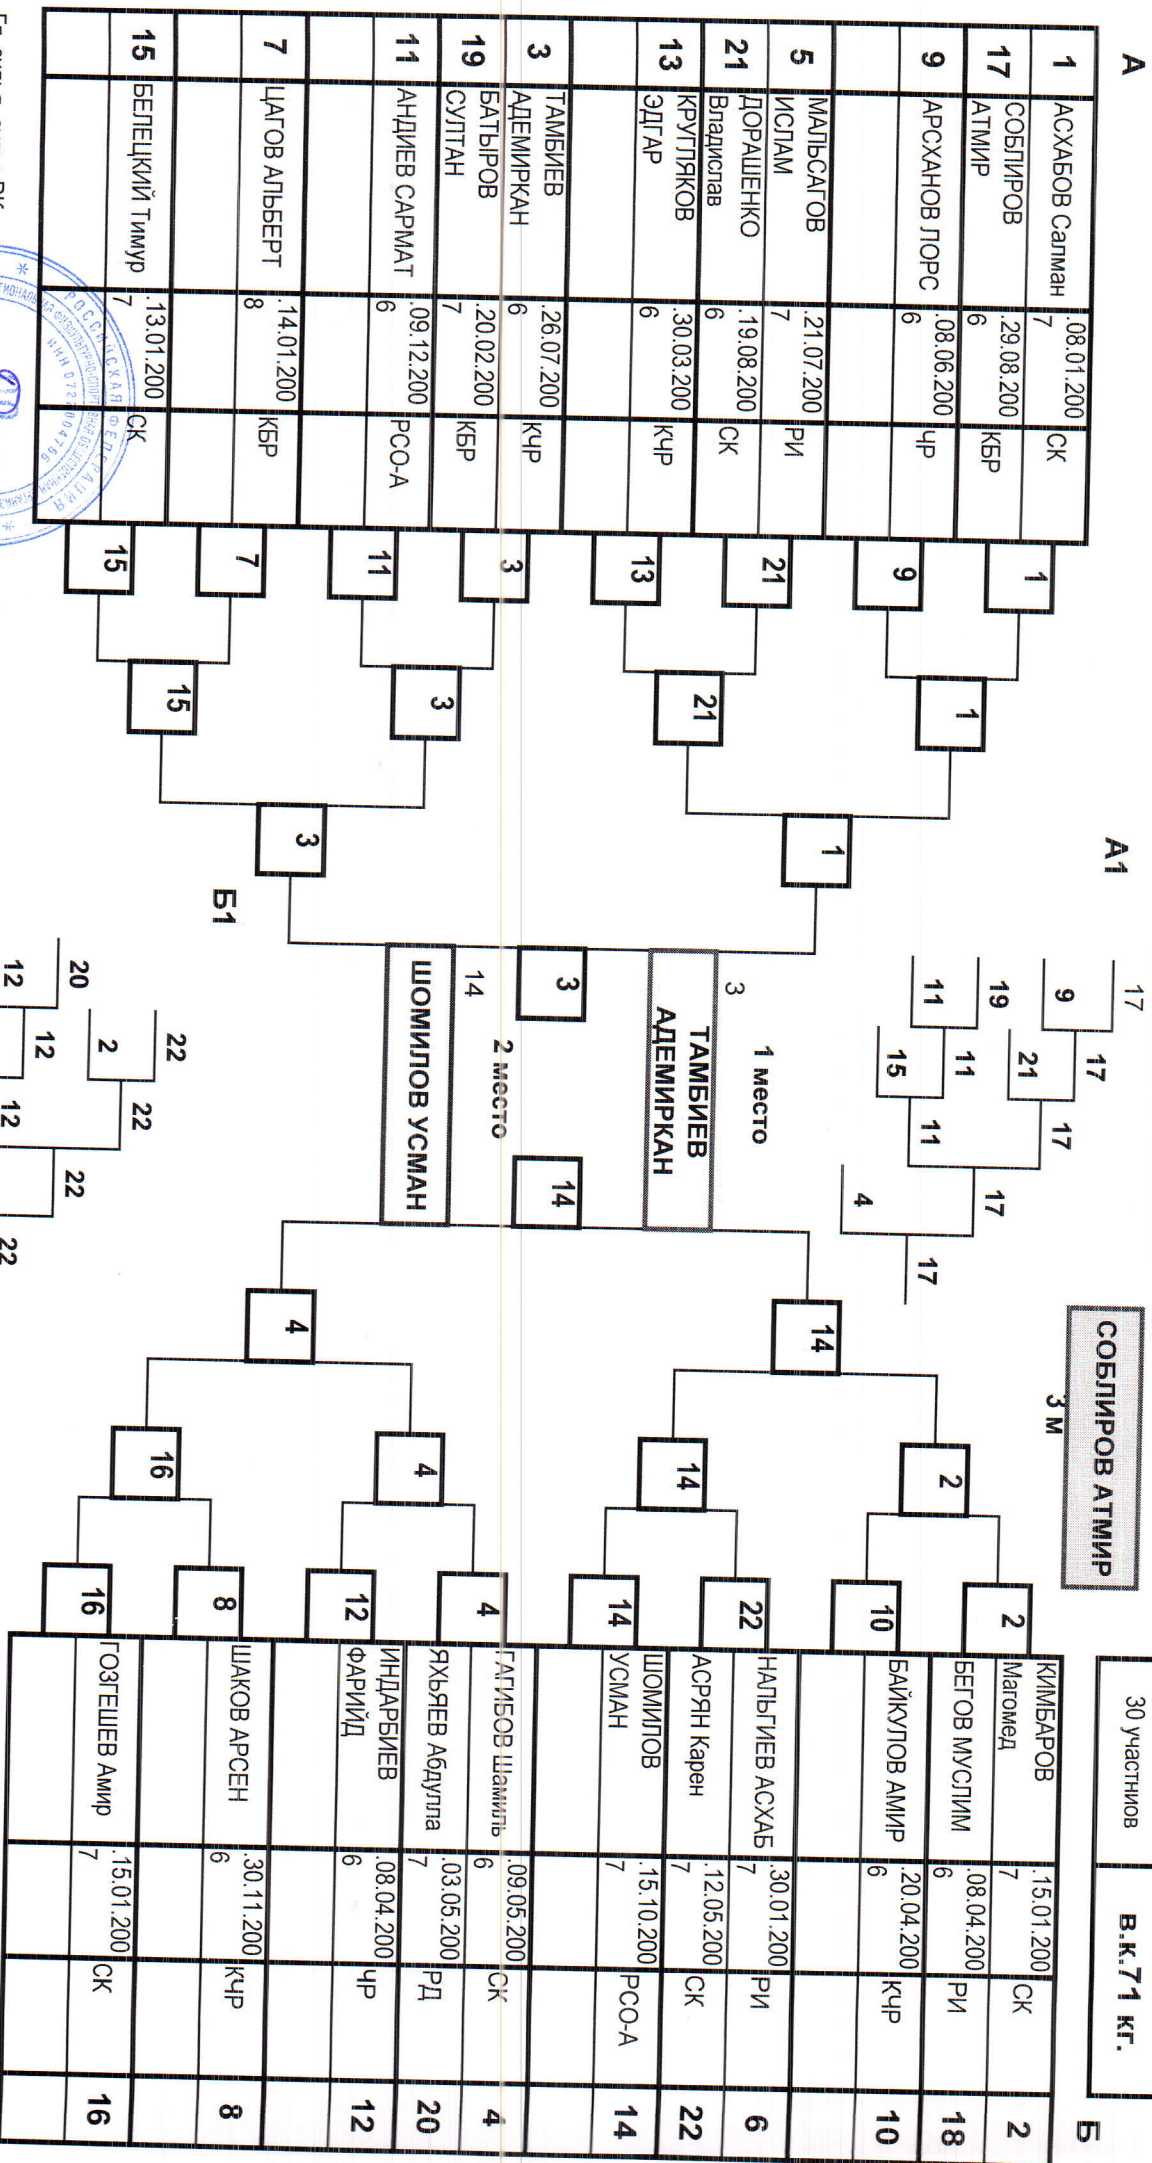 А
А1
30 участниов
в.к.71 кг.
Б
1 АСХАБОВ Салман .08.01.200
7 СК
17 СОБЛИРОВ
АТМИР .29.08.200
6 КБР
9 АРСХАНОВ ЛОРС .08.06.200
6 ЧР
5 МАЛЬСАГОВ
ИСЛАМ .21.07.200
7 РИ
21 ДОРАШЕНКО
Владислав .19.08.200
6 СК
13 КРУГЛЯКОВ
ЭДГАР .30.03.200
6 КЧР
3 ТАМБИЕВ
АДЕМИРКАН .26.07.200
6 КЧР
19 БАТЫРОВ
СУЛТАН .20.02.200
7 КБР
11 АНДИЕВ САРМАТ .09.12.200
6 РСО-А
7 ЦАГОВ АЛЬБЕРТ .14.01.200
8 КБР
15 БЕЛЕЦКИЙ Тимур .13.01.200
7 СК
1
9
21
13
3
11
7
15
1
21
3
15
1
3
Б1
17
9
17
21
17
19
11
11
15
11
17
4
17
СОБЛИРОВ АТМИР
3 м
1 место
3
ТАМБИЕВ
АДЕМИРКАН
3
14
2 место
14
ШОМИЛОВ УСМАН
22
2
22
20
12
12
12
22
22
14
4
2
14
4
16
2
10
22
14
4
12
8
16
КИМБАРОВ
Магомед .15.01.200
7 СК 2
БЕГОВ МУСЛИМ .08.04.200
6 РИ 18
БАЙКУЛОВ АМИР .20.04.200
6 КЧР 10
НАЛЬГИЕВ АСХАБ .30.01.200
7 РИ 6
АСРЯН Карен .12.05.200
7 СК 22
ШОМИЛОВ
УСМАН .15.10.200
7 РСО-А 14
ГАГИБОВ Шамиль .09.05.200
6 СК 4
ЯХЬЯЕВ Абдулла .03.05.200
7 РД 20
ИНДАРБИЕВ
ФАРИЙД .08.04.200
6 ЧР 12
ШАКОВ АРСЕН .30.11.200
6 КЧР 8
ГОЗГЕШЕВ Амир .15.01.200
7 СК 16
РОССИЙСКАЯ ФЕДЕРАЦИЯ